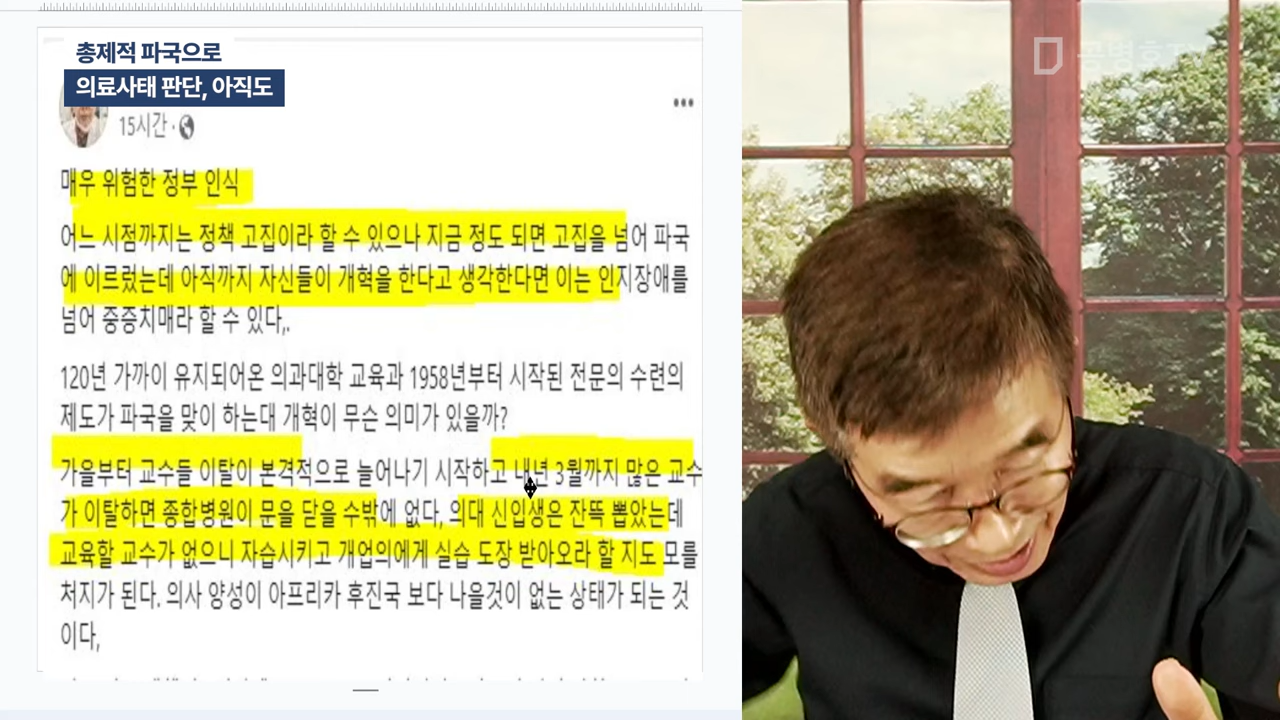 총제적 파국으로
의료사태 판단, 아직도
공병호TV
15시간 ·
매우 위험한 정부 인식
어느 시점까지는 정책 고집이라 할 수 있으나 지금 정도 되면 고집을 넘어 파국
에 이르렀는데 아직까지 자신들이 개혁을 한다고 생각한다면 이는 인지장애를
넘어 중증치매라 할 수 있다,.
120년 가까이 유지되어온 의과대학 교육과 1958년부터 시작된 전문의 수련의
제도가 파국을 맞이 하는대 개혁이 무슨 의미가 있을까?
가을부터 교수들 이탈이 본격적으로 늘어나기 시작하고 내년 3월까지 많은 교수
가 이탈하면 종합병원이 문을 닫을 수밖에 없다, 의대 신입생은 잔뜩 뽑았는데
교육할 교수가 없으니 자습시키고 개업의에게 실습 도장 받아오라 할 지도 모를
처지가 된다. 의사 양성이 아프리카 후진국 보다 나을것이 없는 상태가 되는 것
이다,